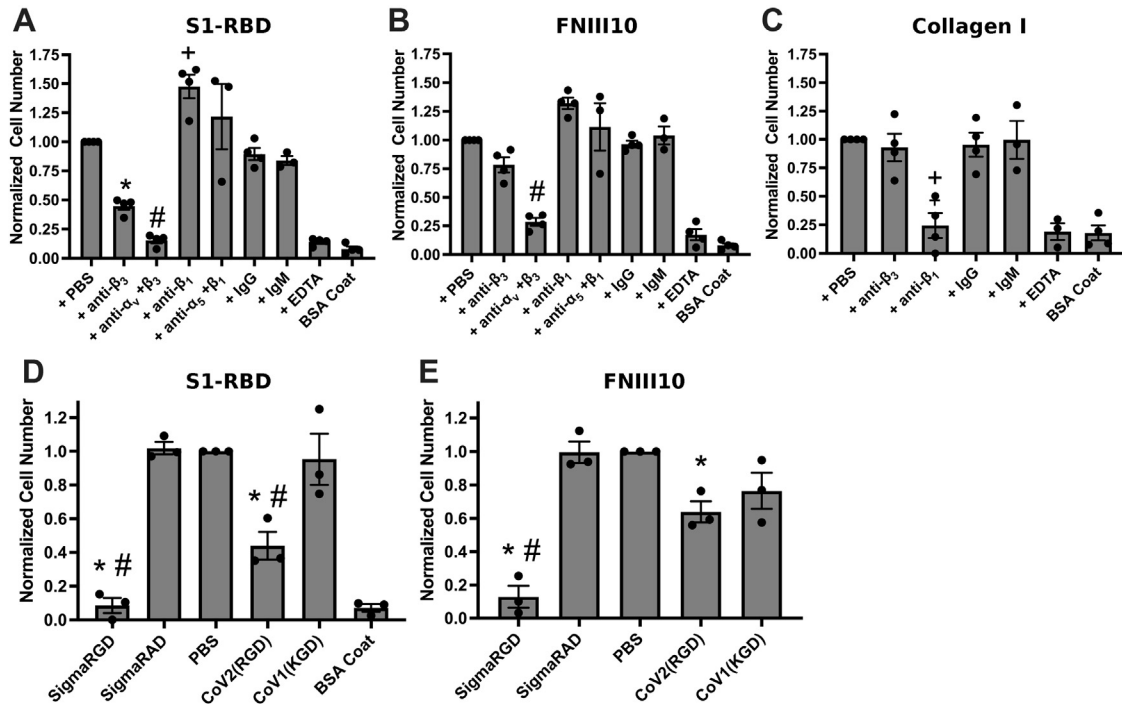 A
S1-RBD
Normalized Cell Number
1.75
1.50
1.25
1.00
0.75
0.50
0.25
0.00
+
*
#
+ PBS
+ anti-β3
+ anti-αv +β3
+ anti-β1
+ anti-α5 +β1
+ IgG
+ IgM
+ EDTA
BSA Coat
B
FNIII10
Normalized Cell Number
1.75
1.50
1.25
1.00
0.75
0.50
0.25
0.00
#
+ PBS
+ anti-β3
+ anti-αv +β3
+ anti-β1
+ anti-α5 +β1
+ IgG
+ IgM
+ EDTA
BSA Coat
C
Collagen I
Normalized Cell Number
1.75
1.50
1.25
1.00
0.75
0.50
0.25
0.00
+
+ PBS
+ anti-β3
+ anti-β1
+ IgG
+ IgM
+ EDTA
BSA Coat
D
S1-RBD
Normalized Cell Number
1.2
1.0
0.8
0.6
0.4
0.2
0.0
* #
* #
SigmaRGD
SigmaRAD
PBS
CoV2(RGD)
CoV1(KGD)
BSA Coat
E
FNIII10
Normalized Cell Number
1.2
1.0
0.8
0.6
0.4
0.2
0.0
* #
*
SigmaRGD
SigmaRAD
PBS
CoV2(RGD)
CoV1(KGD)